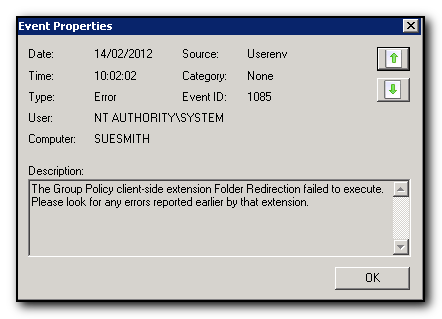 Event Properties
Date: 14/02/2012 Source: Userenv
Time: 10:02:02 Category: None
Type: Error Event ID: 1085
User: NT AUTHORITY\SYSTEM
Computer: SUESMITH
Description:
The Group Policy client-side extension Folder Redirection failed to execute.
Please look for any errors reported earlier by that extension.
OK